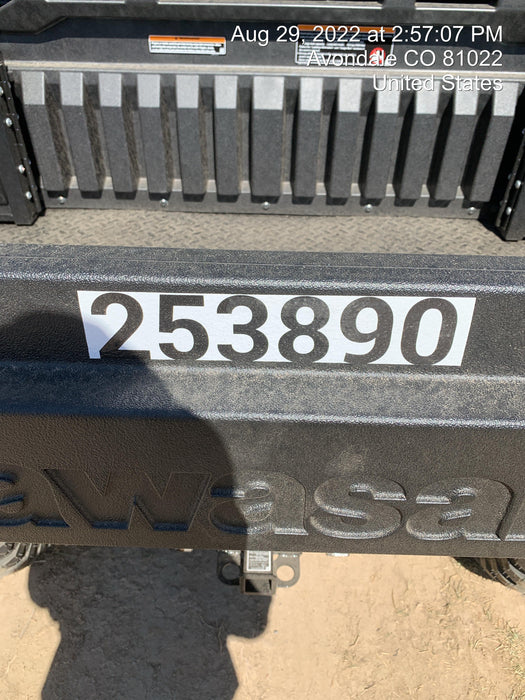 Aug 29, 2022 at 2:57:07 PM
Avondale CO 81022
United States
253890
awasa